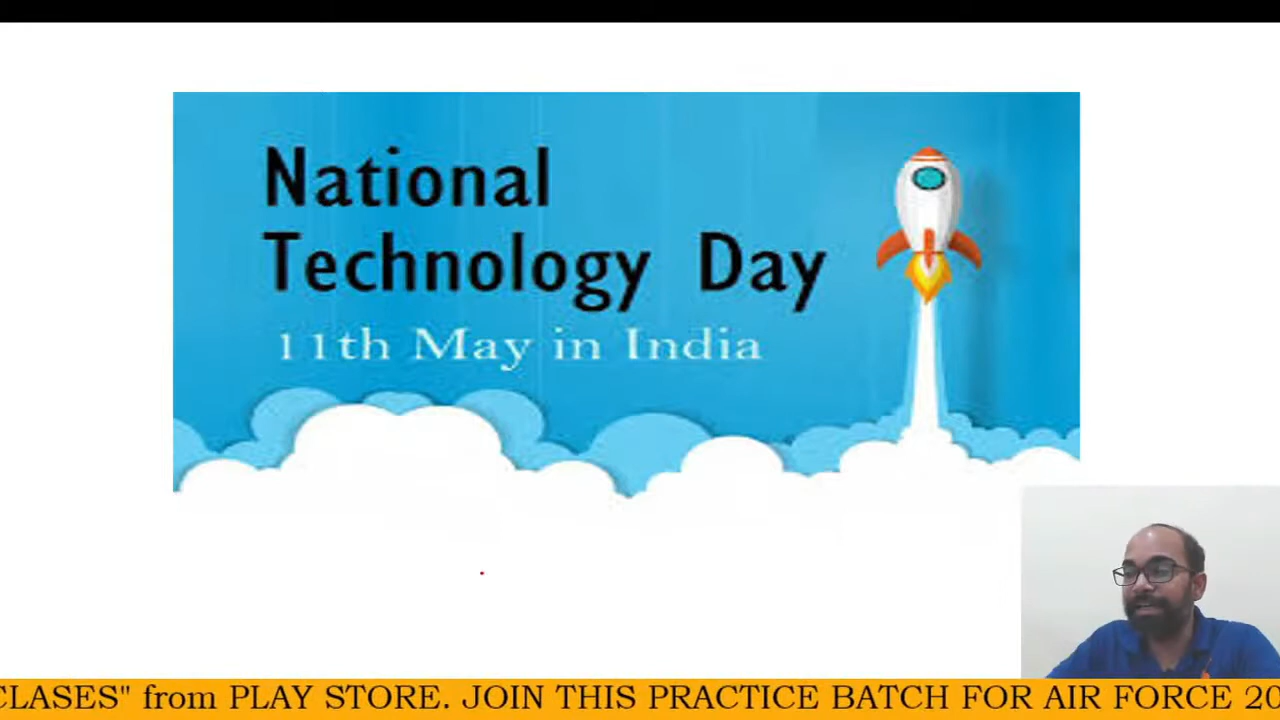 National
Technology Day
11th May in India
CLASES" from PLAY STORE. JOIN THIS PRACTICE BATCH FOR AIR FORCE 20